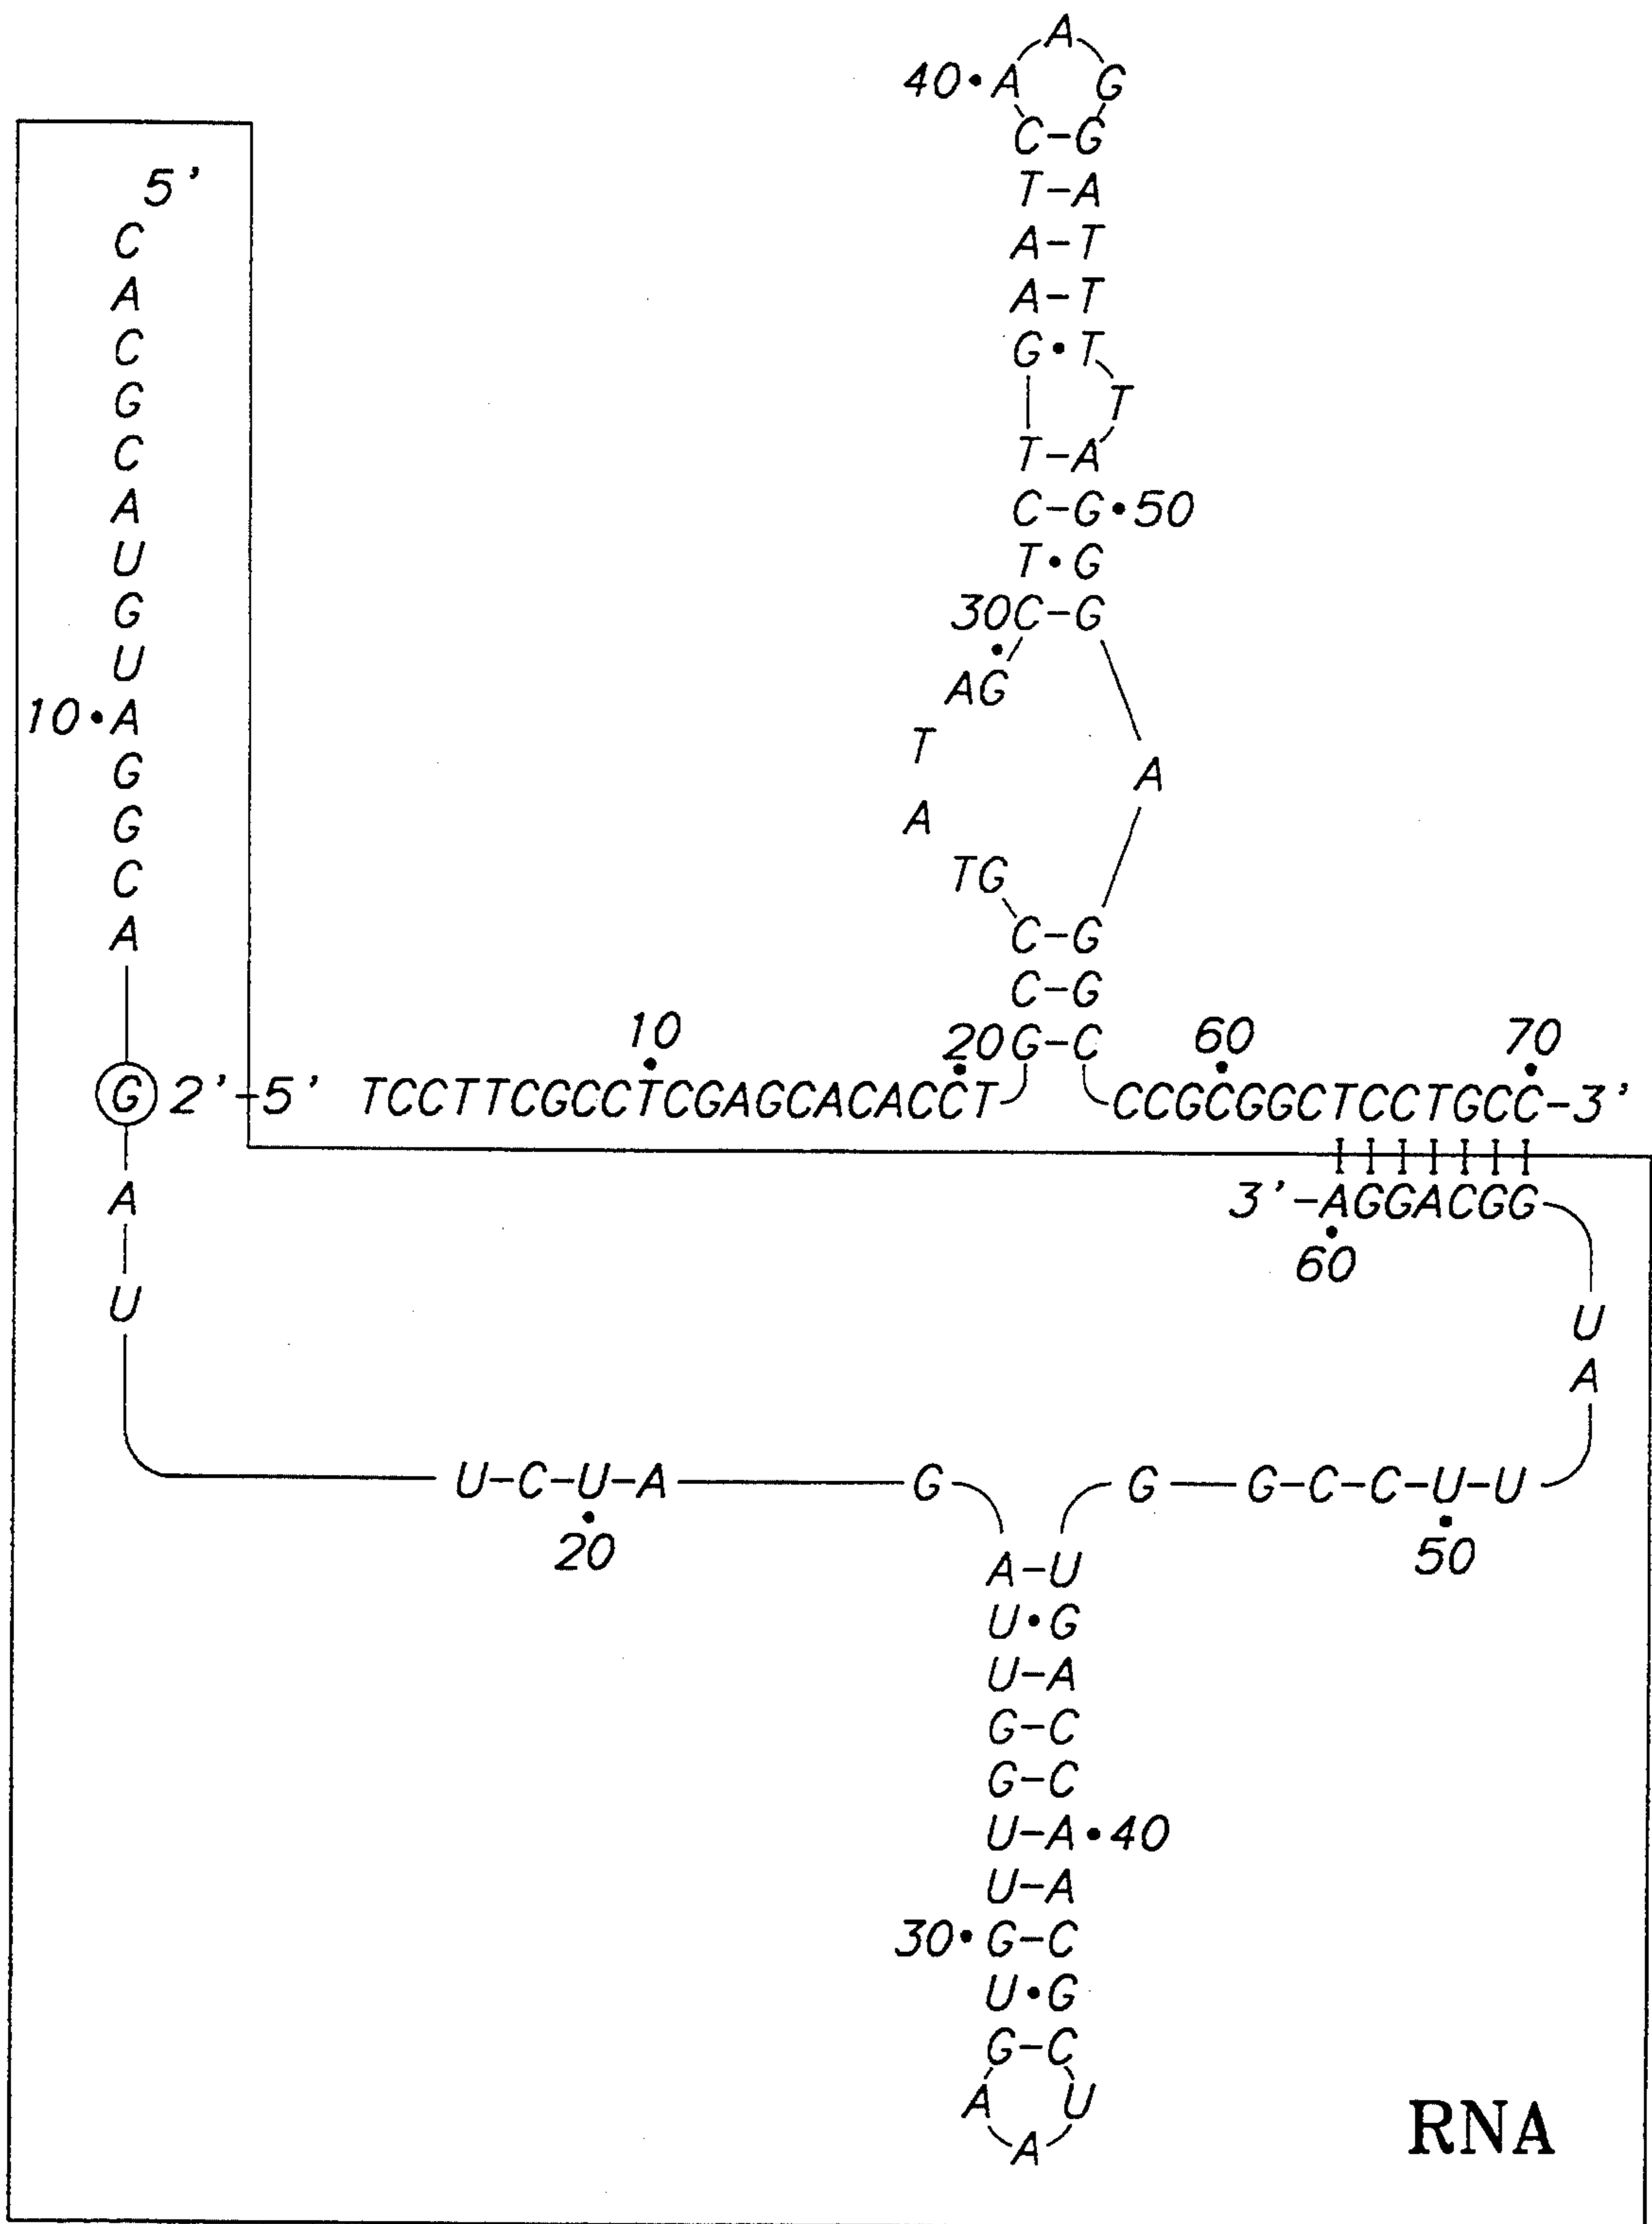 A
40•A G
C-G
5'
T-A
C
A-T
A
A-T
C
G•T
G
T
C
T-A
A
C-G•50
U
T•G
G
30C-G
U
•
AG
10•A
T
G
A
G
A
C
TG
A
C-G
C-G
10 20G-C 60 70
G 2'-5' TCCTTCGCCTCGAGCACACCT CCGCGGCTCCTGCC-3'
A
3'-AGGACGG
60
U
U
A
U-C-U-A G G G-C-C-U-U
20 50
A-U
U•G
U-A
G-C
G-C
U-A•40
U-A
30•G-C
U•G
G-C
A U
A
RNA